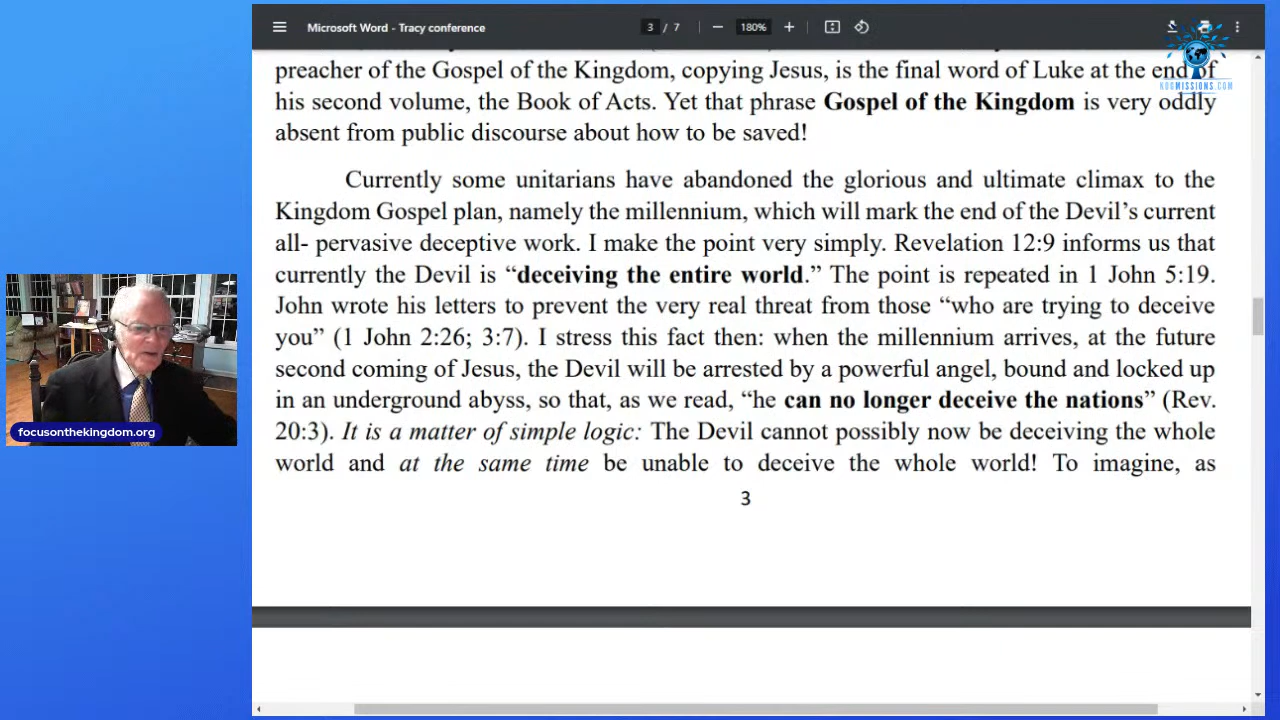 Microsoft Word - Tracy conference
3 / 7
180%
KOGMISSIONS.COM
preacher of the Gospel of the Kingdom, copying Jesus, is the final word of Luke at the end of
his second volume, the Book of Acts. Yet that phrase Gospel of the Kingdom is very oddly
absent from public discourse about how to be saved!
Currently some unitarians have abandoned the glorious and ultimate climax to the
Kingdom Gospel plan, namely the millennium, which will mark the end of the Devil’s current
all- pervasive deceptive work. I make the point very simply. Revelation 12:9 informs us that
currently the Devil is “deceiving the entire world.” The point is repeated in 1 John 5:19.
John wrote his letters to prevent the very real threat from those “who are trying to deceive
you” (1 John 2:26; 3:7). I stress this fact then: when the millennium arrives, at the future
second coming of Jesus, the Devil will be arrested by a powerful angel, bound and locked up
in an underground abyss, so that, as we read, “he can no longer deceive the nations” (Rev.
20:3). It is a matter of simple logic: The Devil cannot possibly now be deceiving the whole
world and at the same time be unable to deceive the whole world! To imagine, as
3
focusonthekingdom.org